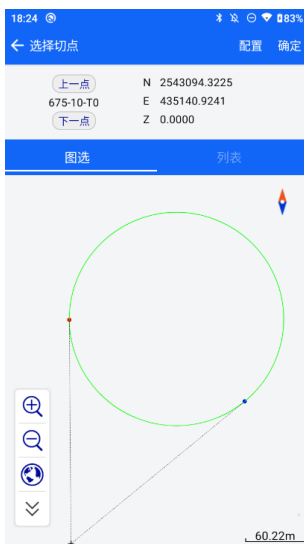 18:24 83%
选择切点 配置 确定
上一点 N 2543094.3225
675-10-T0 E 435140.9241
下一点 Z 0.0000
图选 列表
60.22m